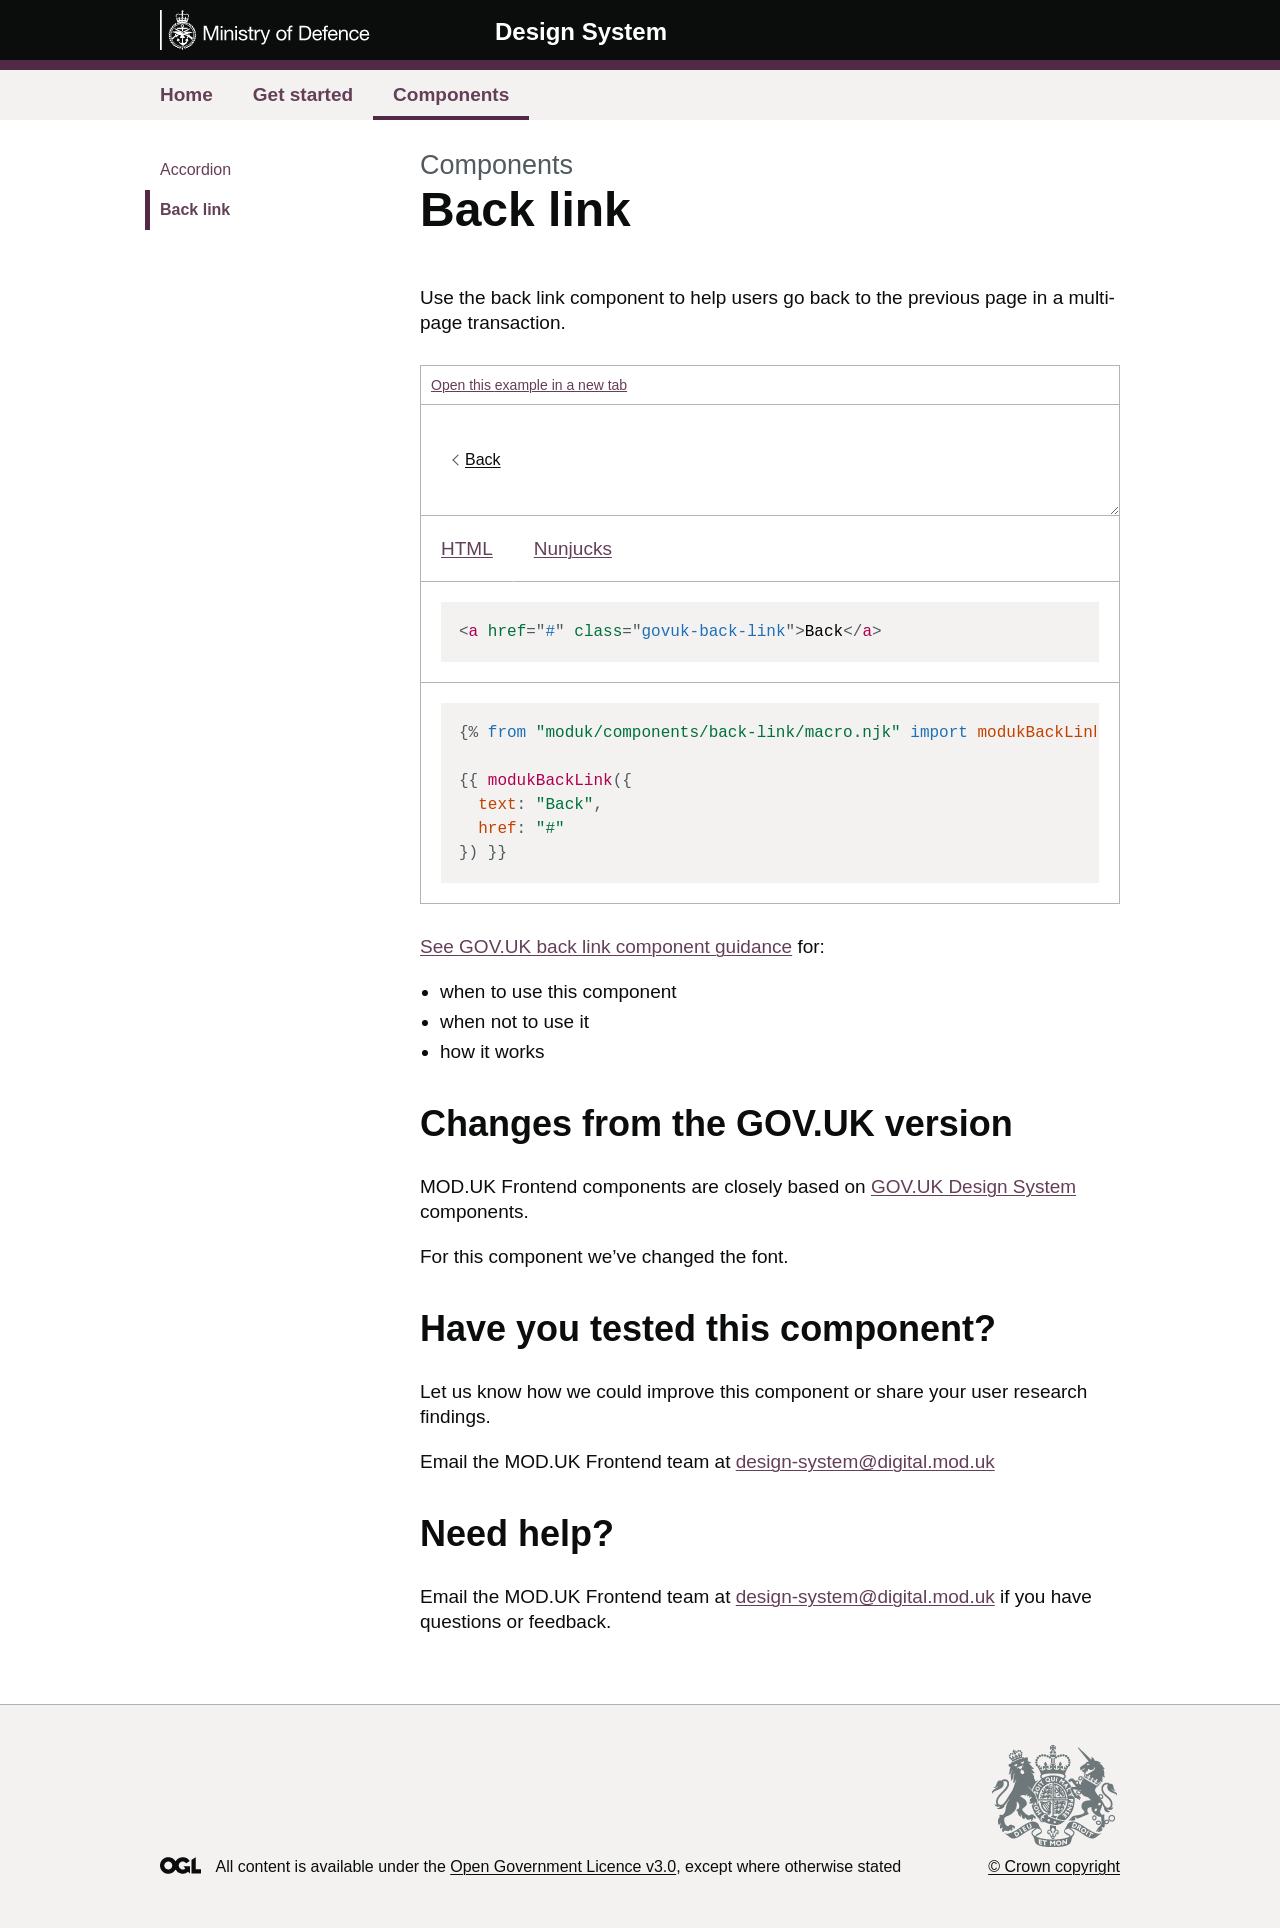 Ministry of Defence
Design System
Home Get started Components
Accordion
Back link
Components
Back link
Use the back link component to help users go back to the previous page in a multi-
page transaction.
Open this example in a new tab
Back
HTML Nunjucks
<a href="#" class="govuk-back-link">Back</a>
{% from "moduk/components/back-link/macro.njk" import modukBackLink
{{ modukBackLink({
  text: "Back",
  href: "#"
}) }}
See GOV.UK back link component guidance for:
• when to use this component
• when not to use it
• how it works
Changes from the GOV.UK version
MOD.UK Frontend components are closely based on GOV.UK Design System
components.
For this component we’ve changed the font.
Have you tested this component?
Let us know how we could improve this component or share your user research
findings.
Email the MOD.UK Frontend team at design-system@digital.mod.uk
Need help?
Email the MOD.UK Frontend team at design-system@digital.mod.uk if you have
questions or feedback.
OGL All content is available under the Open Government Licence v3.0, except where otherwise stated
© Crown copyright